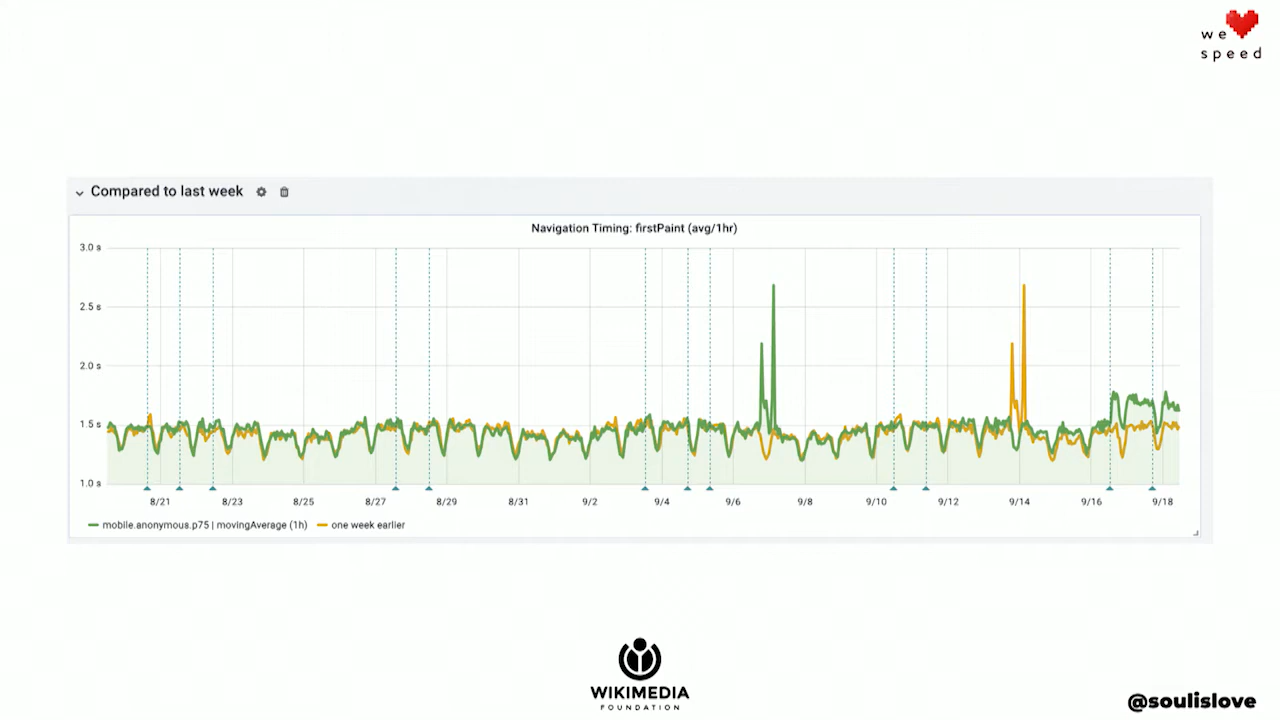 we
speed
Compared to last week
Navigation Timing: firstPaint (avg/1hr)
3.0 s
2.5 s
2.0 s
1.5 s
1.0 s
8/21 8/23 8/25 8/27 8/29 8/31 9/2 9/4 9/6 9/8 9/10 9/12 9/14 9/16 9/18
mobile.anonymous.p75 | movingAverage (1h) one week earlier
WIKIMEDIA
FOUNDATION
@soulislove